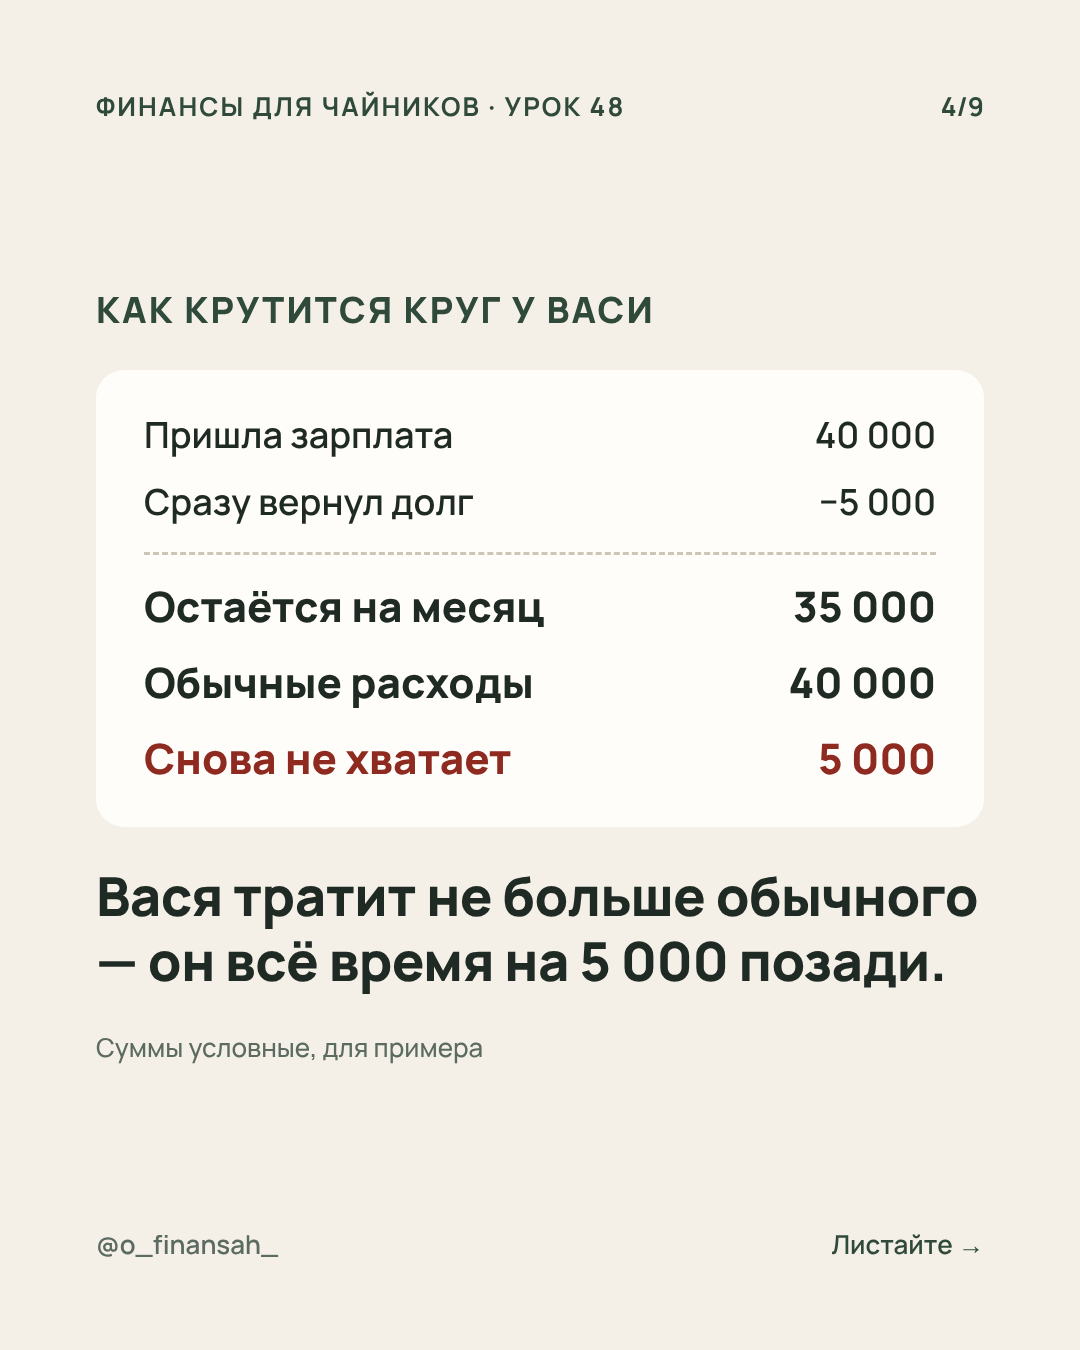 ФИНАНСЫ ДЛЯ ЧАЙНИКОВ · УРОК 48 4/9
КАК КРУТИТСЯ КРУГ У ВАСИ
Пришла зарплата 40 000
Сразу вернул долг −5 000
Остаётся на месяц 35 000
Обычные расходы 40 000
Снова не хватает 5 000
Вася тратит не больше обычного
— он всё время на 5 000 позади.
Суммы условные, для примера
@o_finansah_ Листайте →